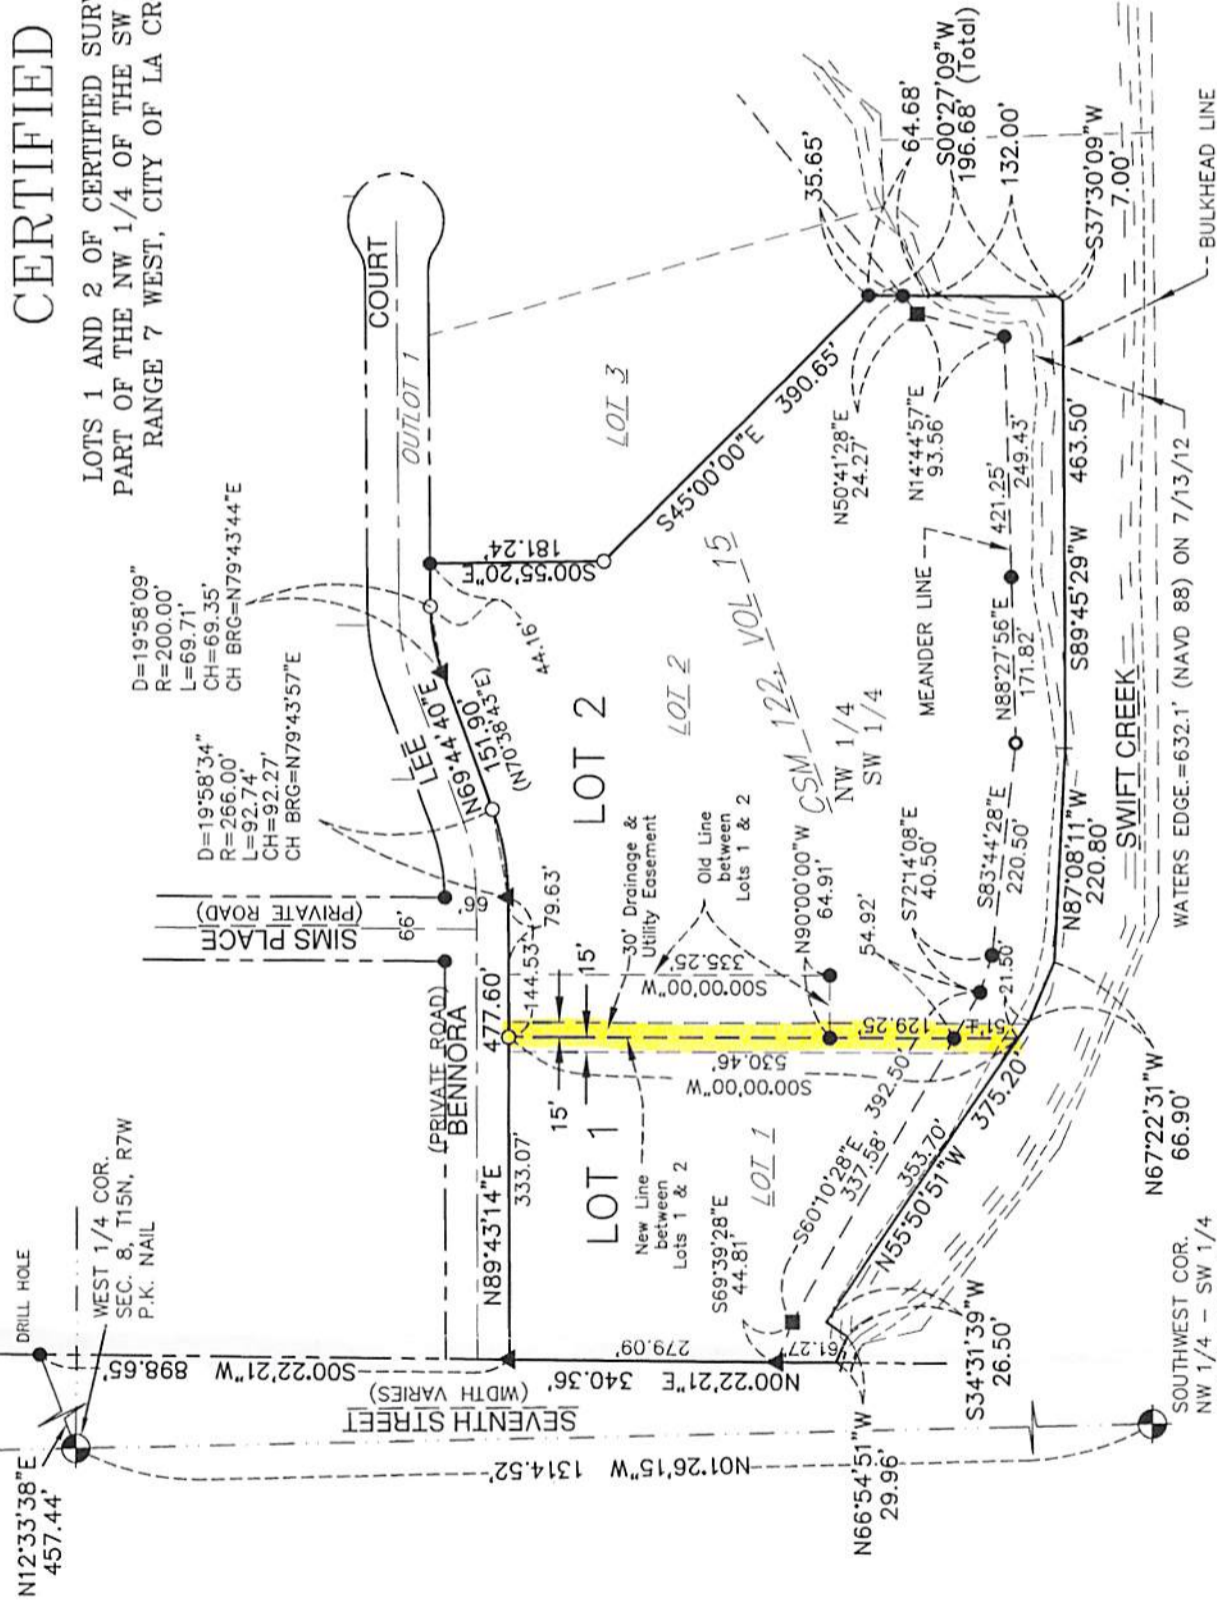 CERTIFIED
LOTS 1 AND 2 OF CERTIFIED SURV
PART OF THE NW 1/4 OF THE SW
RANGE 7 WEST, CITY OF LA CR
N12°33'38"E
457.44'
DRILL HOLE
WEST 1/4 COR.
SEC. 8, T15N, R7W
P.K. NAIL
S00°22'21"W 898.65'
SEVENTH STREET
(WIDTH VARIES)
N01°26'15"W 1314.52'
N00°22'21"E 340.36'
279.09'
61.27'
SIMS PLACE
(PRIVATE ROAD)
66'
66'
(PRIVATE ROAD)
BENNORA
LEE
COURT
OUTLOT 1
D=19°58'34"
R=266.00'
L=92.74'
CH=92.27'
CH BRG=N79°43'57"E
D=19°58'09"
R=200.00'
L=69.71'
CH=69.35'
CH BRG=N79°43'44"E
N89°43'14"E
477.60'
333.07'
144.53'
79.63'
N69°44'40"E
151.90'
(N70°38'43"E)
44.16'
S00°55'20"E
181.24'
S45°00'00"E 390.65'
LOT 3
LOT 2
LOT 2
CSM 122, VOL 15
NW 1/4
SW 1/4
LOT 1
LOT 1
15'
15'
30' Drainage &
Utility Easement
New Line
between
Lots 1 & 2
Old Line
between
Lots 1 & 2
S00°00'00"W
335.25'
530.46'
S00°00'00"W
129.25'
51'±
N90°00'00"W
64.91'
54.92'
S72°14'08"E
40.50'
S83°44'28"E
220.50'
21.50'
N88°27'56"E
171.82'
421.25'
249.43'
MEANDER LINE
N14°44'57"E
93.56'
N50°41'28"E
24.27'
35.65'
64.68'
S00°27'09"W
196.68' (Total)
132.00'
S37°30'09"W
7.00'
BULKHEAD LINE
S89°45'29"W 463.50'
N87°08'11"W
220.80'
SWIFT CREEK
WATERS EDGE.=632.1' (NAVD 88) ON 7/13/12
N67°22'31"W
66.90'
S69°39'28"E
44.81'
S60°10'28"E 392.50'
337.58'
353.70'
N55°50'51"W 375.20'
S34°31'39"W
26.50'
N66°54'51"W
29.96'
SOUTHWEST COR.
NW 1/4 - SW 1/4